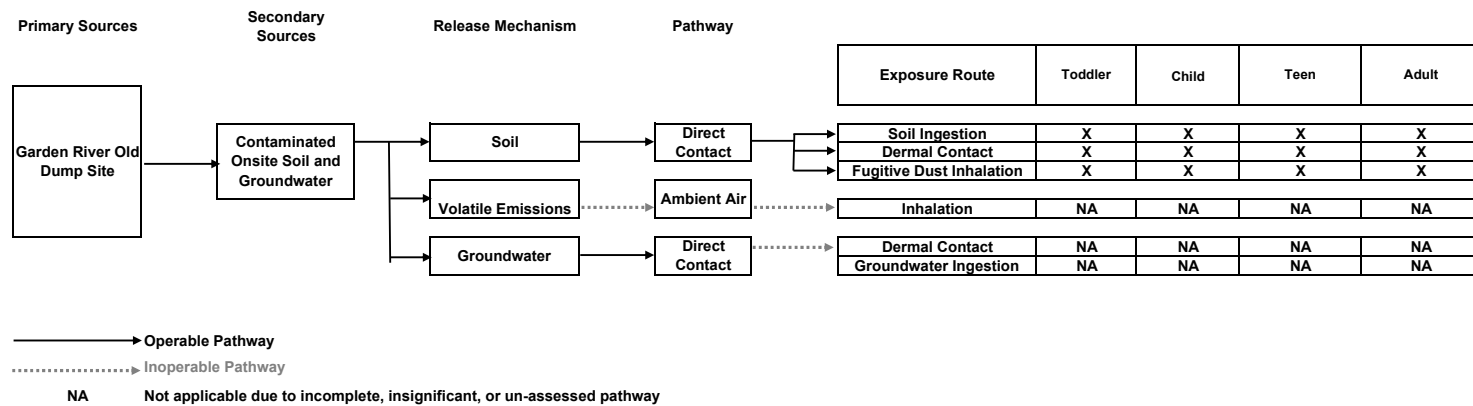 Primary Sources
Secondary
Sources
Release Mechanism
Pathway
Exposure Route Toddler Child Teen Adult
Garden River Old
Dump Site
Contaminated
Onsite Soil and
Groundwater
Soil
Direct
Contact
Soil Ingestion X X X X
Dermal Contact X X X X
Fugitive Dust Inhalation X X X X
Volatile Emissions
Ambient Air
Inhalation NA NA NA NA
Groundwater
Direct
Contact
Dermal Contact NA NA NA NA
Groundwater Ingestion NA NA NA NA
Operable Pathway
Inoperable Pathway
NA Not applicable due to incomplete, insignificant, or un-assessed pathway